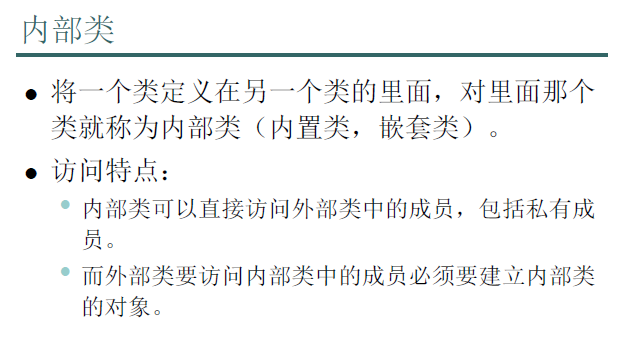 内部类
将一个类定义在另一个类的里面，对里面那个
类就称为内部类（内置类，嵌套类）。
访问特点：
内部类可以直接访问外部类中的成员，包括私有成
员。
而外部类要访问内部类中的成员必须要建立内部类
的对象。